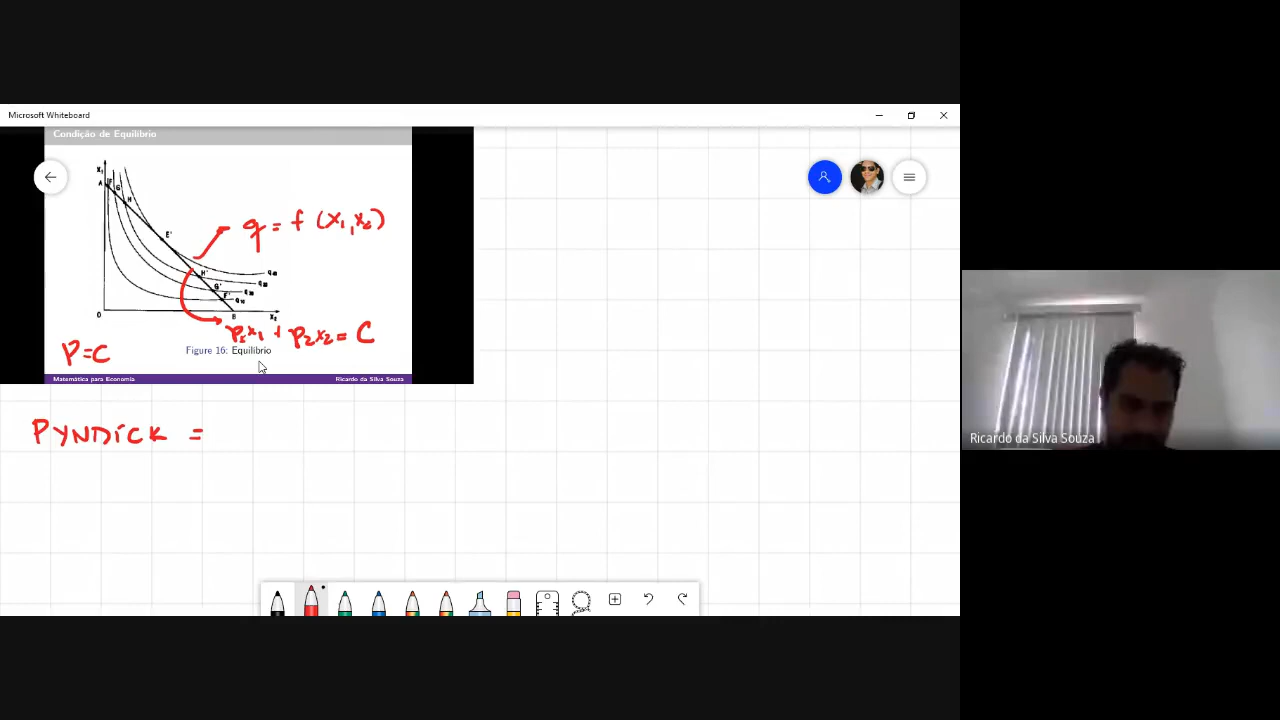 Microsoft Whiteboard
Condição de Equilíbrio
A
F
G
H
E'
H'
G'
F'
O
B
q = f (x1, x2)
p1x1 + p2x2 = C
P=C
Figure 16: Equilíbrio
Matemática para Economia
Ricardo da Silva Souza
PYNDICK =
Ricardo da Silva Souza